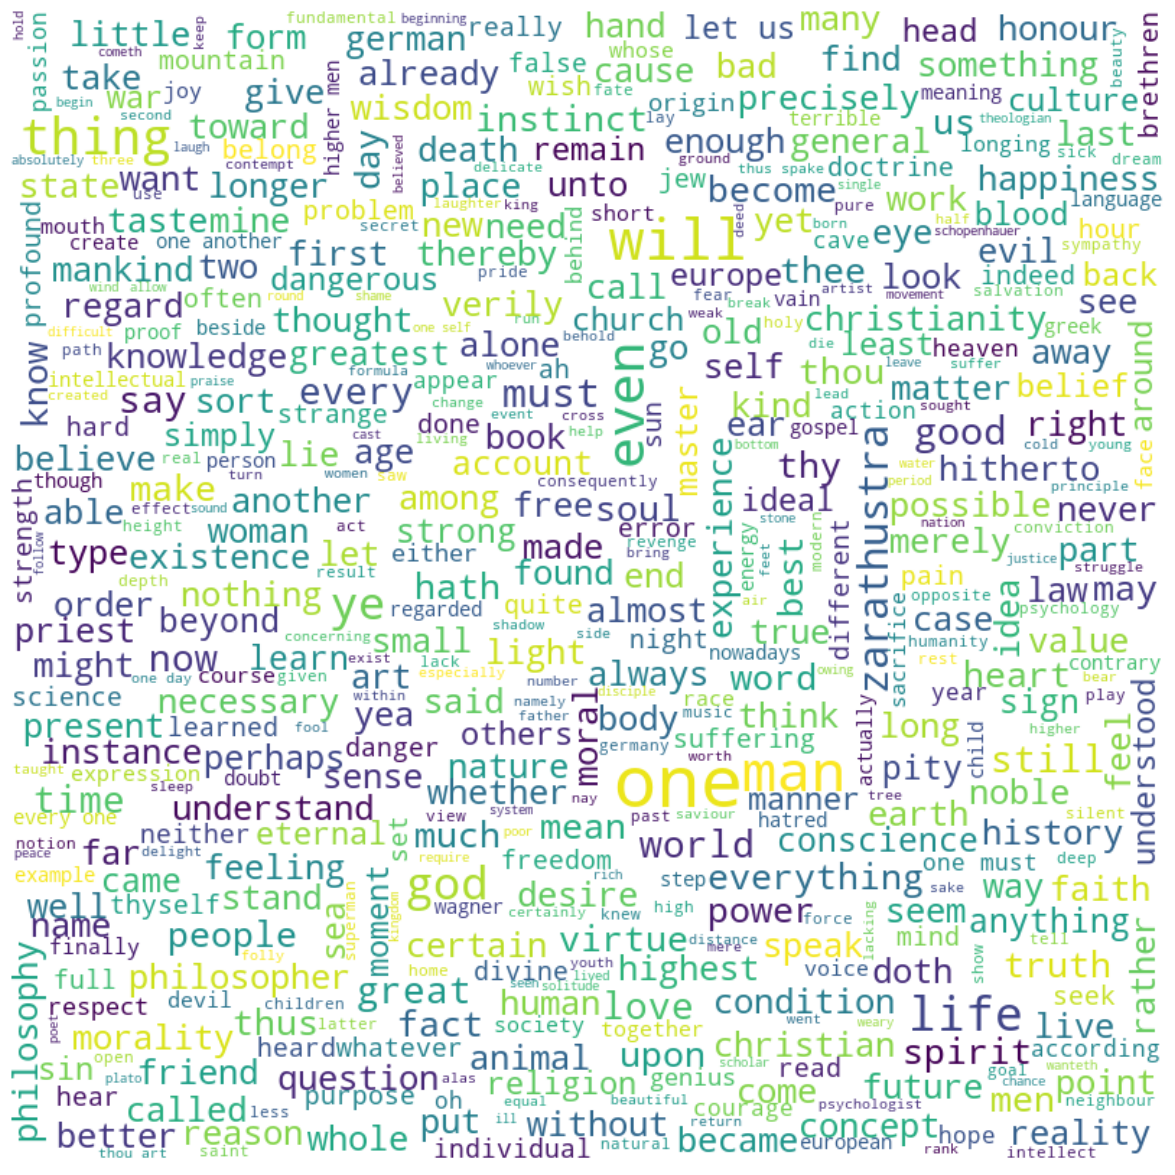 hold
passion
little
cometh
keep
form
mountain
fundamental
beginning
german
really
false
hand
whose
let us
many
head
honour
beauty
brethren
take
begin
war
second
joy
give
higher men
already
wisdom
wish
fate
cause
bad
find
something
origin
precisely
meaning
culture
thing
toward
laugh
belong
contempt
day
believed
instinct
lay
terrible
us
theologian
last
absolutely
three
death
delicate
remain
enough
general
ground
thus spake
doctrine
longing
sick
dream
state
want
use
longer
place
unto
jew
become
single
work
happiness
language
taste
mine
problem
secret
laughter
king
new
need
behind
short
will
deed
pure
born
yet
half
schopenhauer
blood
hour
sympathy
mouth
create
one another
first
thereby
cave
eye
evil
profound
mankind
two
dangerous
pride
call
europe
thee
look
indeed
back
wind
allow
regard
often
round
shame
verily
fear
break
artist
vain
movement
salvation
see
know
difficult
proof
beside
thought
one self
run
church
behold
weak
old
holy
christianity
greek
path
knowledge
greatest
alone
whoever
ah
even
go
self
die
least
heaven
away
around
intellectual
created
praise
formula
every
appear
change
must
thou
leave
suffer
matter
belief
say
sort
strange
event
cross
sun
master
kind
lead
action
sought
hard
simply
cast
living
done
book
help
ear
gospel
good
cold
young
right
face
believe
real
person
lie
age
account
women
saw
turn
consequently
bottom
experience
thy
zarathustra
water
period
hitherto
principle
strength
though
able
make
effect
sound
another
among
free
soul
ideal
possible
never
follow
height
woman
act
strong
error
revenge
bring
energy
stone
feet
modern
different
nation
conviction
type
existence
let
either
made
best
merely
justice
part
struggle
depth
result
hath
found
end
air
pain
opposite
idea
law
may
psychology
order
nothing
ye
regarded
quite
almost
sacrifice
case
humanity
priest
beyond
concerning
small
shadow
side
night
true
nowadays
value
might
now
learn
exist
lack
light
especially
always
word
owing
rest
heart
contrary
bear
one day
course
given
art
within
number
disciple
race
year
play
science
necessary
said
namely
father
moral
body
music
think
actually
long
child
sign
higher
understood
present
learned
fool
yea
others
germany
suffering
feel
instance
perhaps
danger
nature
worth
one
man
pity
still
taught
expression
sleep
doubt
sense
whether
nay
manner
tree
noble
time
understand
system
hatred
earth
silent
every one
neither
eternal
set
view
much
poor
mean
past
saviour
world
conscience
history
notion
peace
far
delight
require
freedom
rich
one must
deep
example
came
feeling
moment
god
desire
step
everything
sake
way
faith
well
thyself
stand
sea
superman
kingdom
wagner
certainly
knew
high
power
force
lacking
seem
anything
name
finally
people
folly
certain
virtue
distance
mere
speak
mind
show
tell
rather
philosophy
full
philosopher
home
divine
youth
lived
highest
voice
doth
truth
respect
devil
children
great
seen
solitude
human
love
condition
went
weary
life
seek
poet
morality
thus
latter
fact
society
together
live
sin
open
plato
friend
heard
whatever
animal
upon
christian
scholar
read
spirit
according
goal
wanteth
hear
question
alas
religion
genius
come
future
chance
point
called
less
purpose
oh
equal
beautiful
courage
psychologist
men
neighbour
better
reason
whole
put
ill
without
return
became
concept
hope
reality
thou art
saint
individual
natural
european
rank
intellect